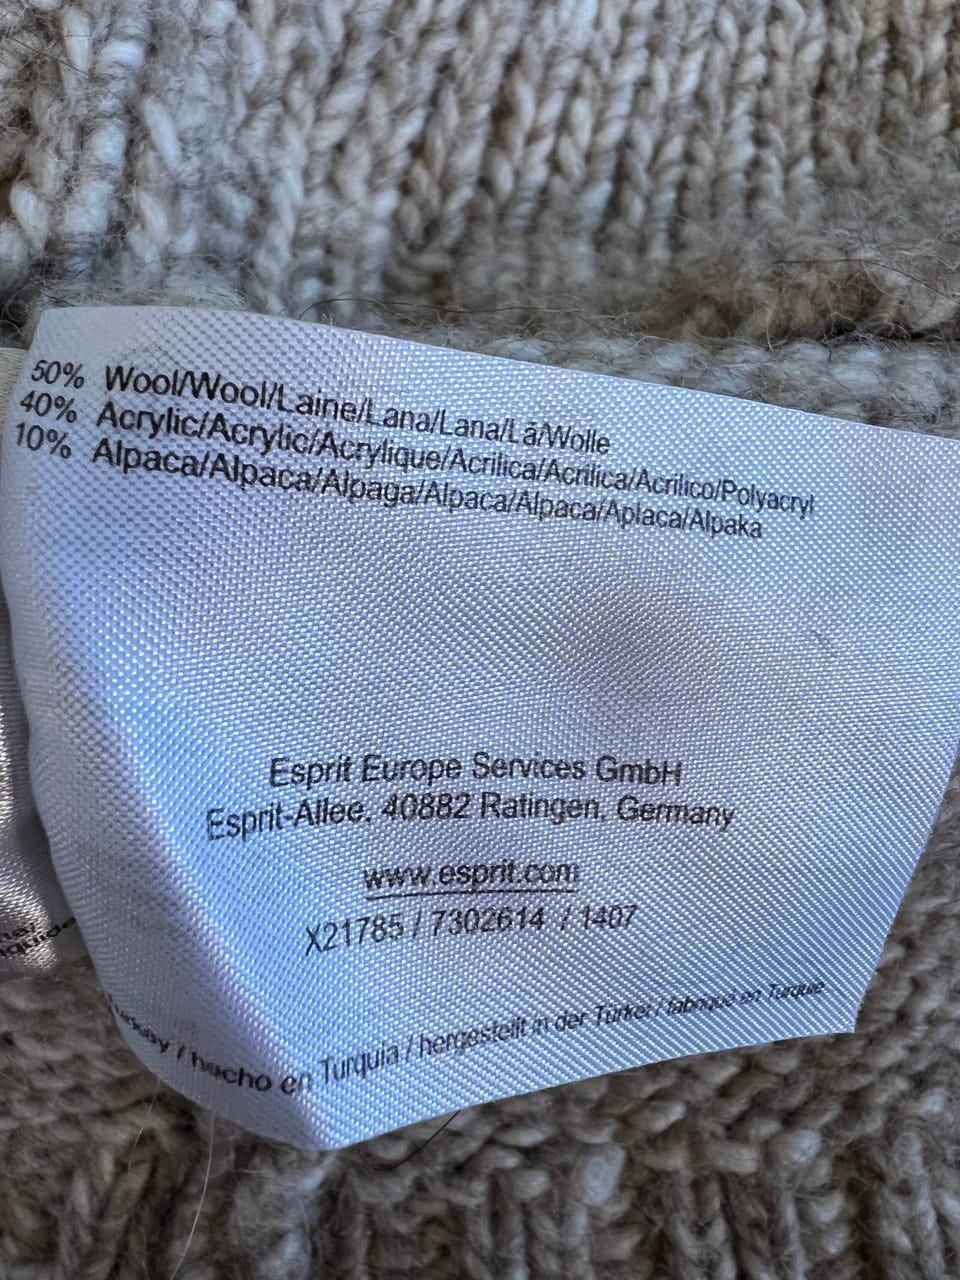 50% Wool/Wool/Laine/Lana/Lana/Lã/Wolle
40% Acrylic/Acrylic/Acrylique/Acrilica/Acrilica/Acrilico/Polyacryl
10% Alpaca/Alpaca/Alpaga/Alpaca/Alpaca/Aplaca/Alpaka
Esprit Europe Services GmbH
Esprit-Allee, 40882 Ratingen, Germany
www.esprit.com
X21785 / 7302614 / 1407
/ hecho en Turquia / hergestellt in der Türkei / fabriqué en Turquie